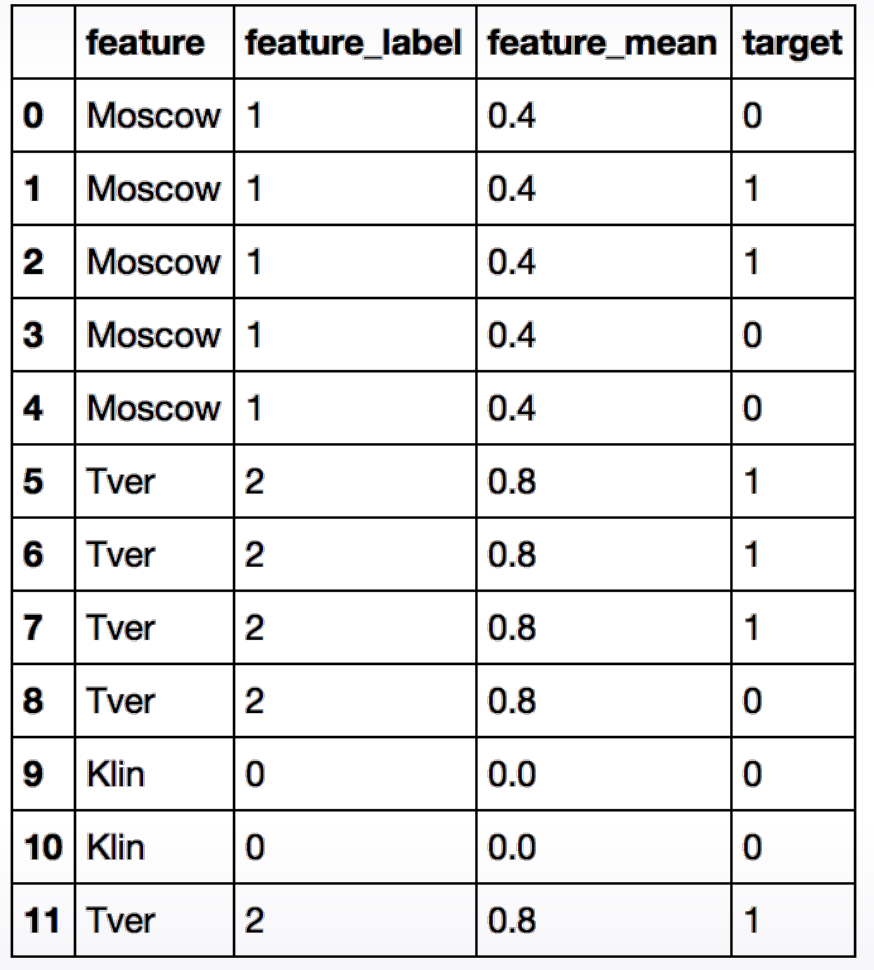 feature feature_label feature_mean target
0 Moscow 1 0.4 0
1 Moscow 1 0.4 1
2 Moscow 1 0.4 1
3 Moscow 1 0.4 0
4 Moscow 1 0.4 0
5 Tver 2 0.8 1
6 Tver 2 0.8 1
7 Tver 2 0.8 1
8 Tver 2 0.8 0
9 Klin 0 0.0 0
10 Klin 0 0.0 0
11 Tver 2 0.8 1